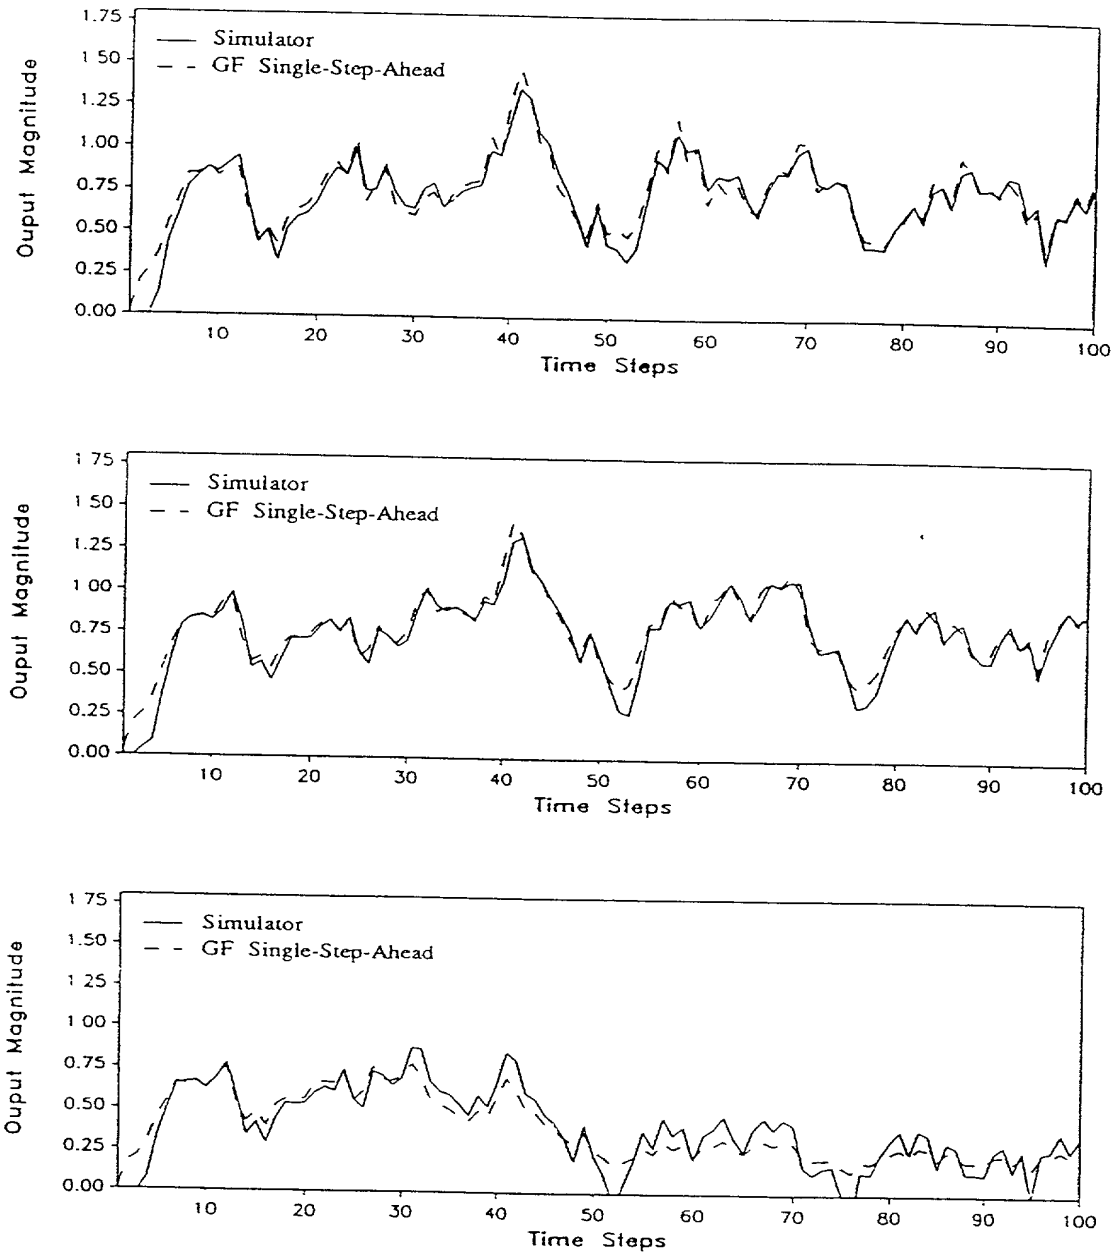 1.75
1 50
1.25
1.00
0.75
0.50
0.25
0.00
Ouput Magnitude
Simulator
GF Single-Step-Ahead
10 20 30 40 50 60 70 80 90 100
Time Steps
1 75
1 50
1.25
1 00
0.75
0.50
0.25
0.00
Ouput Magnitude
Simulator
GF Single-Step-Ahead
10 20 30 40 50 60 70 80 90 100
Time Steps
1 75
1.50
1 25
1 00
0.75
0.50
0.25
0.00
Ouput Magnitude
Simulator
GF Single-Step-Ahead
10 20 30 40 50 60 70 80 90 100
Time Steps